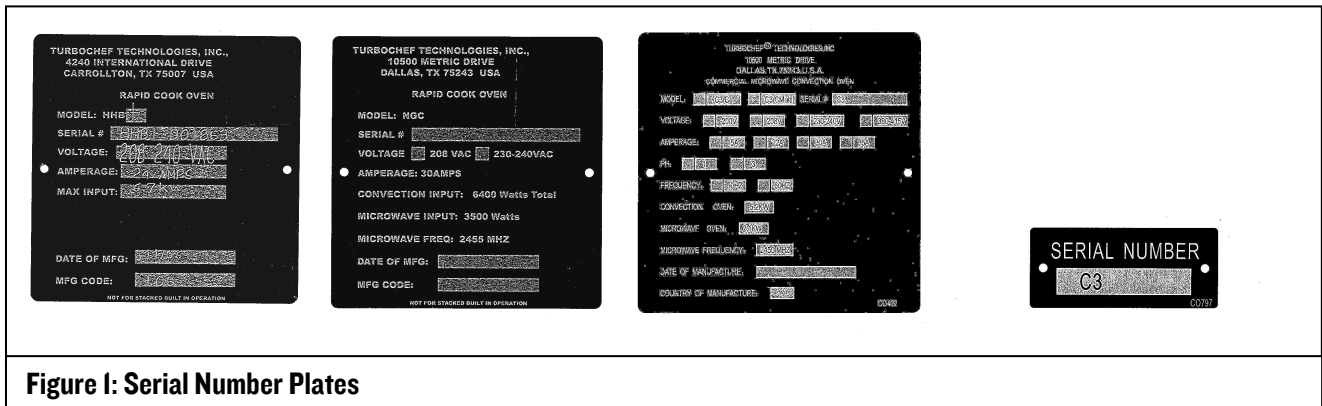 TURBOCHEF TECHNOLOGIES, INC.,
4240 INTERNATIONAL DRIVE
CARROLLTON, TX 75007 USA
RAPID COOK OVEN
MODEL: HHB
SERIAL #
VOLTAGE: 208-240 VAC
AMPERAGE: 24 AMPS
MAX INPUT:
DATE OF MFG:
MFG CODE:
NOT FOR STACKED BUILT IN OPERATION
TURBOCHEF TECHNOLOGIES, INC.,
10500 METRIC DRIVE
DALLAS, TX 75243 USA
RAPID COOK OVEN
MODEL: NGC
SERIAL #
VOLTAGE 208 VAC 230-240VAC
AMPERAGE: 30AMPS
CONVECTION INPUT: 6400 Watts Total
MICROWAVE INPUT: 3500 Watts
MICROWAVE FREQ: 2455 MHZ
DATE OF MFG:
MFG CODE:
NOT FOR STACKED BUILT IN OPERATION
TURBOCHEF® TECHNOLOGIES,INC
10500 METRIC DRIVE
DALLAS,TX.75243,U.S.A.
COMMERCIAL MICROWAVE CONVECTION OVEN
MODEL: SERIAL#
VOLTAGE:
AMPERAGE:
PH:
FREQUENCY:
CONVECTION OVEN:
MICROWAVE OVEN:
MICROWAVE FREQUENCY:
DATE OF MANUFACTURE:
COUNTRY OF MANUFACTURE:
SERIAL NUMBER
C3
CO797
Figure 1: Serial Number Plates